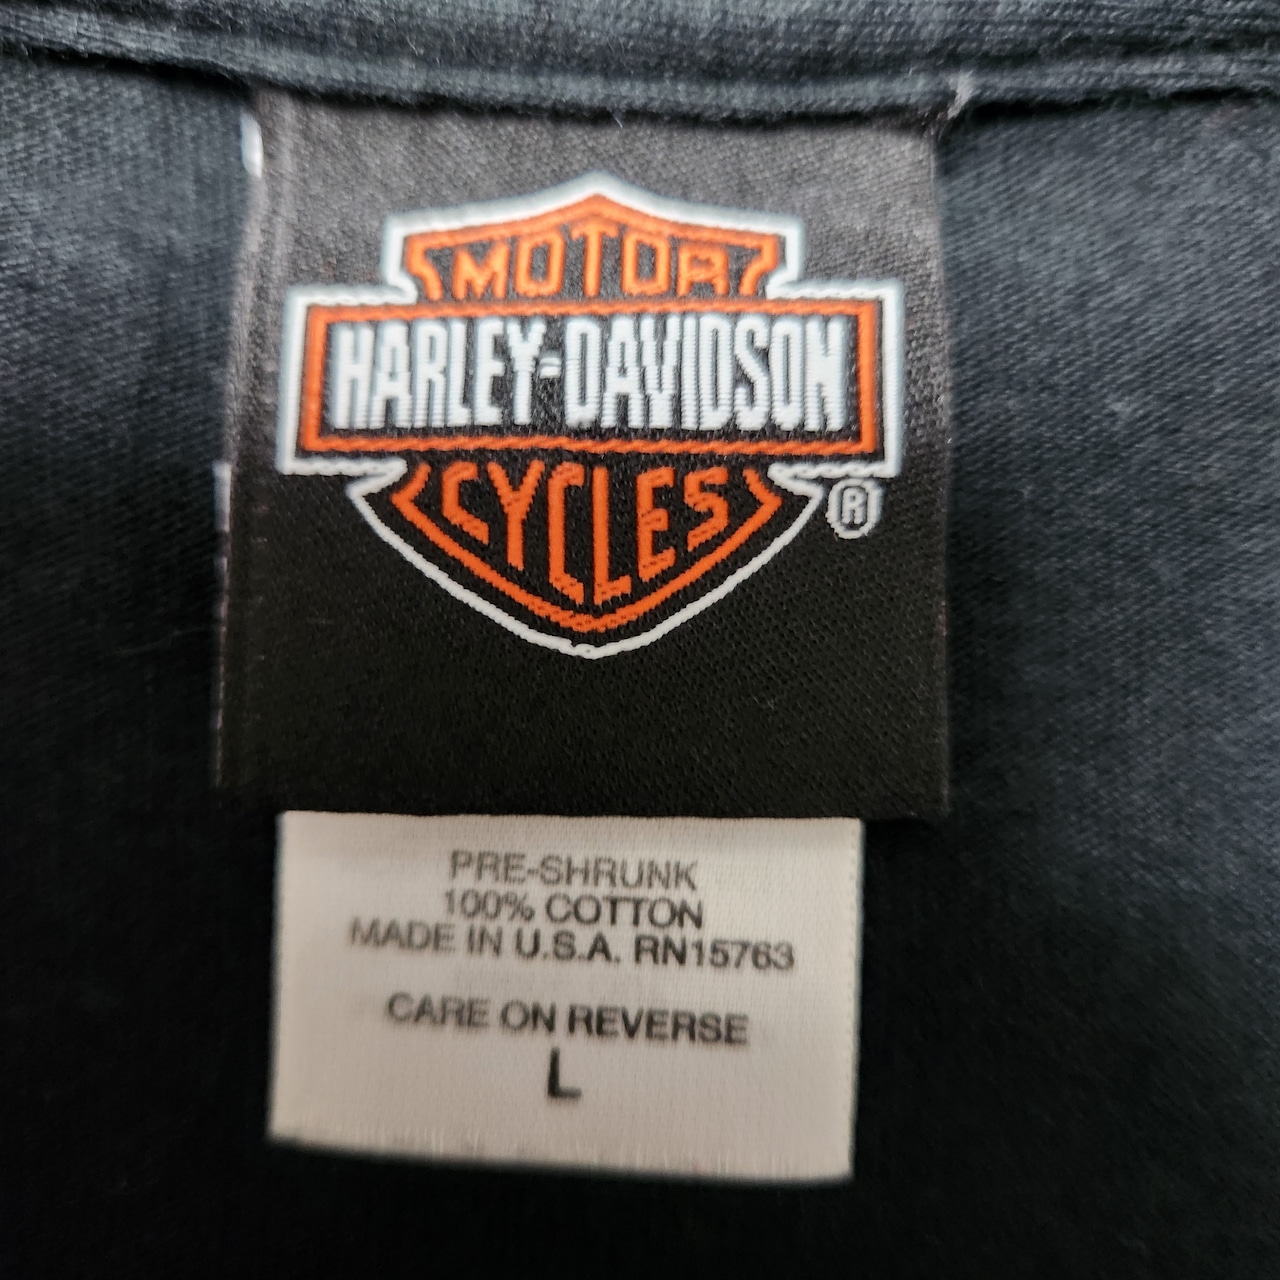 MOTOR
HARLEY-DAVIDSON
CYCLES
®
PRE-SHRUNK
100% COTTON
MADE IN U.S.A. RN15763
CARE ON REVERSE
L